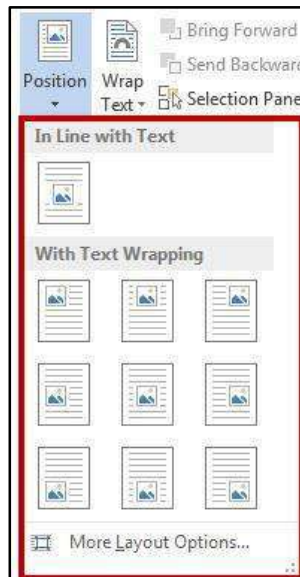 Bring Forward
Send Backward
Position
Wrap
Text
Selection Pane
In Line with Text
With Text Wrapping
More Layout Options...